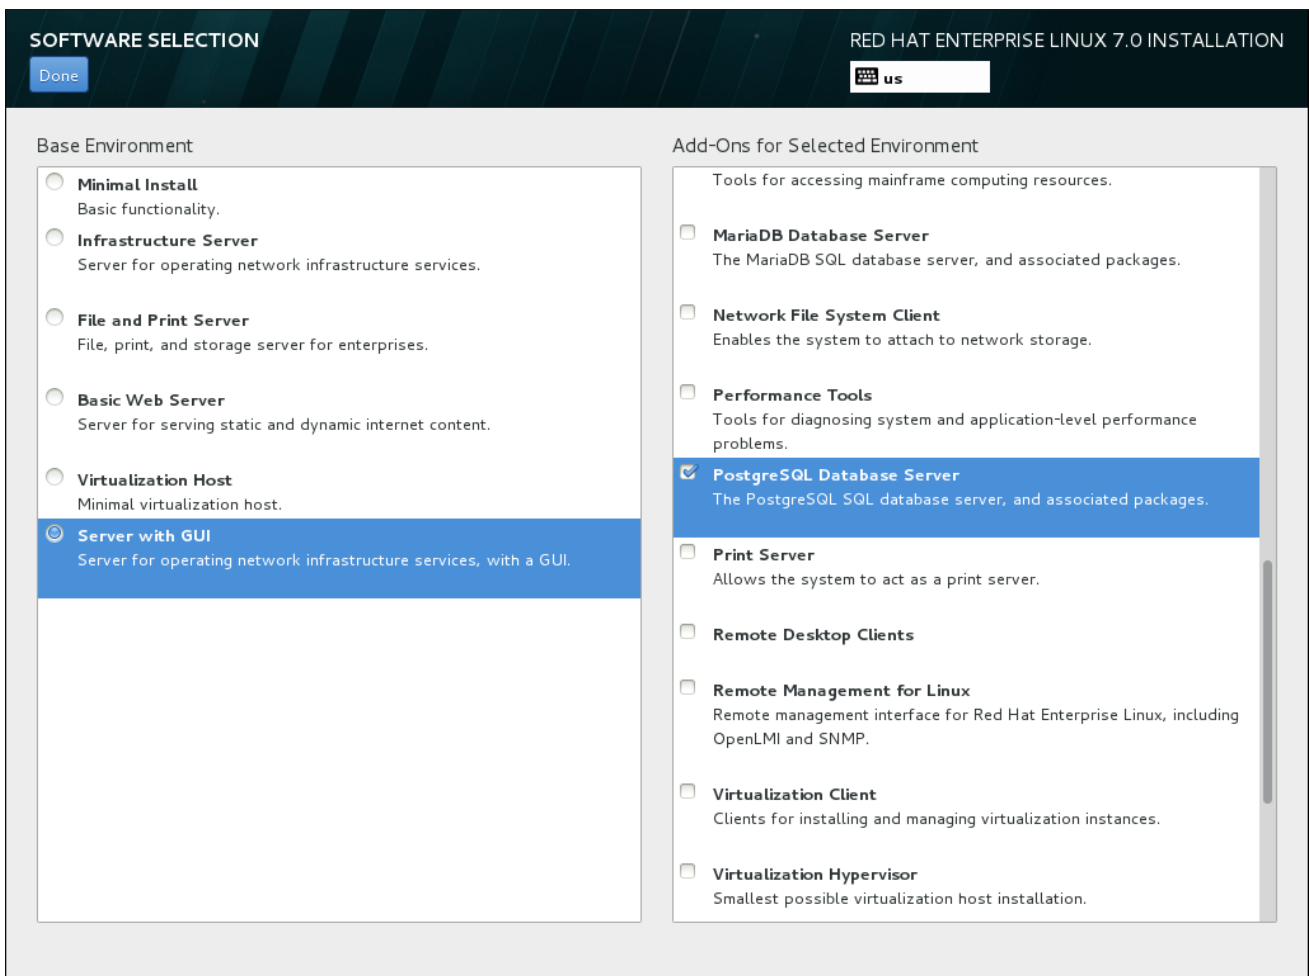 SOFTWARE SELECTION
RED HAT ENTERPRISE LINUX 7.0 INSTALLATION
Done
us
Base Environment
Minimal Install
Basic functionality.
Infrastructure Server
Server for operating network infrastructure services.
File and Print Server
File, print, and storage server for enterprises.
Basic Web Server
Server for serving static and dynamic internet content.
Virtualization Host
Minimal virtualization host.
Server with GUI
Server for operating network infrastructure services, with a GUI.
Add-Ons for Selected Environment
Tools for accessing mainframe computing resources.
MariaDB Database Server
The MariaDB SQL database server, and associated packages.
Network File System Client
Enables the system to attach to network storage.
Performance Tools
Tools for diagnosing system and application-level performance
problems.
PostgreSQL Database Server
The PostgreSQL SQL database server, and associated packages.
Print Server
Allows the system to act as a print server.
Remote Desktop Clients
Remote Management for Linux
Remote management interface for Red Hat Enterprise Linux, including
OpenLMI and SNMP.
Virtualization Client
Clients for installing and managing virtualization instances.
Virtualization Hypervisor
Smallest possible virtualization host installation.